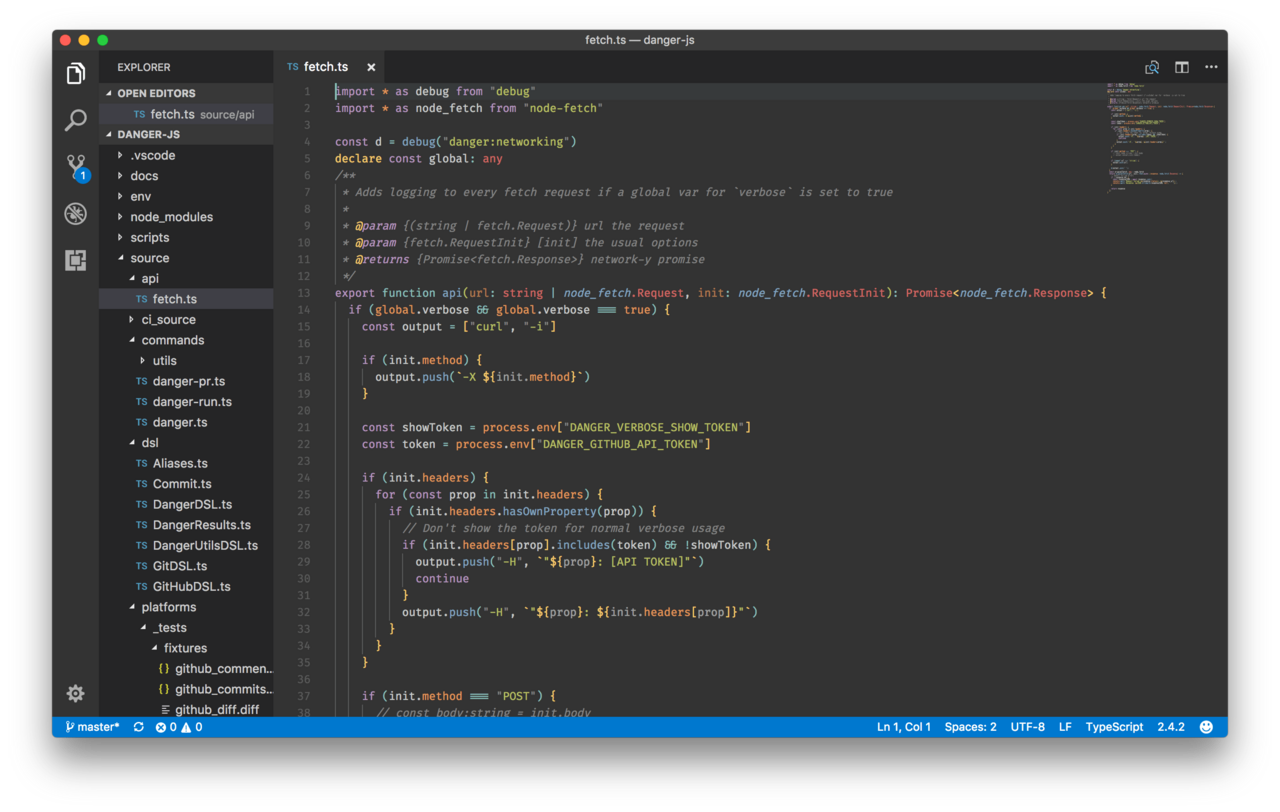 fetch.ts — danger-js
EXPLORER
OPEN EDITORS
TS fetch.ts source/api
DANGER-JS
.vscode
docs
env
node_modules
scripts
source
api
TS fetch.ts
ci_source
commands
utils
TS danger-pr.ts
TS danger-run.ts
TS danger.ts
dsl
TS Aliases.ts
TS Commit.ts
TS DangerDSL.ts
TS DangerResults.ts
TS DangerUtilsDSL.ts
TS GitDSL.ts
TS GitHubDSL.ts
platforms
_tests
fixtures
{} github_commen...
{} github_commits...
github_diff.diff
1
TS fetch.ts ×
1 import * as debug from "debug"
2 import * as node_fetch from "node-fetch"
3
4 const d = debug("danger:networking")
5 declare const global: any
6 /**
7 * Adds logging to every fetch request if a global var for `verbose` is set to true
8 *
9 * @param {(string | fetch.Request)} url the request
10 * @param {fetch.RequestInit} [init] the usual options
11 * @returns {Promise<fetch.Response>} network-y promise
12 */
13 export function api(url: string | node_fetch.Request, init: node_fetch.RequestInit): Promise<node_fetch.Response> {
14 if (global.verbose && global.verbose === true) {
15 const output = ["curl", "-i"]
16
17 if (init.method) {
18 output.push(`-X ${init.method}`)
19 }
20
21 const showToken = process.env["DANGER_VERBOSE_SHOW_TOKEN"]
22 const token = process.env["DANGER_GITHUB_API_TOKEN"]
23
24 if (init.headers) {
25 for (const prop in init.headers) {
26 if (init.headers.hasOwnProperty(prop)) {
27 // Don't show the token for normal verbose usage
28 if (init.headers[prop].includes(token) && !showToken) {
29 output.push("-H", `"${prop}: [API TOKEN]"`)
30 continue
31 }
32 output.push("-H", `"${prop}: ${init.headers[prop]}"`)
33 }
34 }
35 }
36
37 if (init.method === "POST") {
38 // const body:string = init.body
master* 0 0 Ln 1, Col 1 Spaces: 2 UTF-8 LF TypeScript 2.4.2